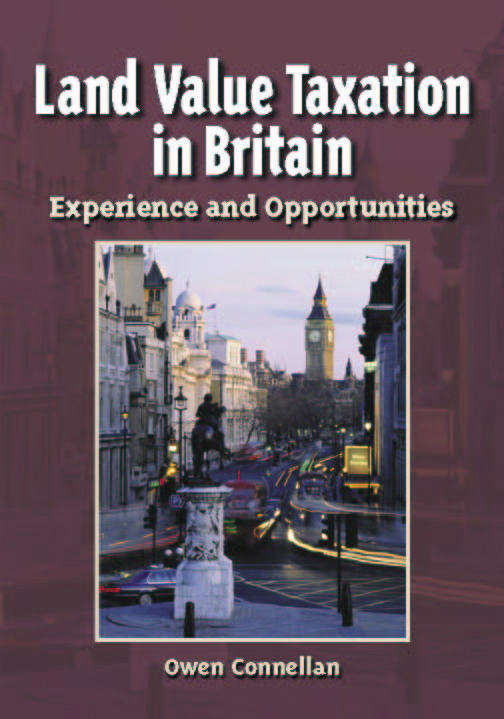 Land Value Taxation
in Britain
Experience and Opportunities
Owen Connellan